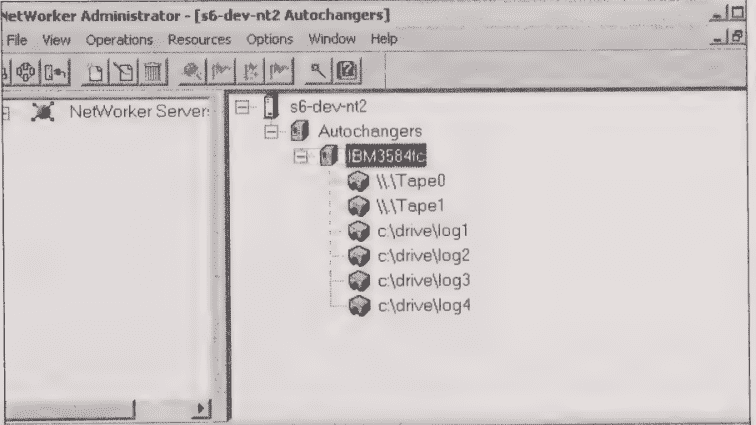 NetWorker Administrator - [s6-dev-nt2 Autochangers]
File View Operations Resources Options Window Help
NetWorker Server:
s6-dev-nt2
Autochangers
IBM3584fc
\\.\Tape0
\\.\Tape1
c:\drive\log1
c:\drive\log2
c:\drive\log3
c:\drive\log4